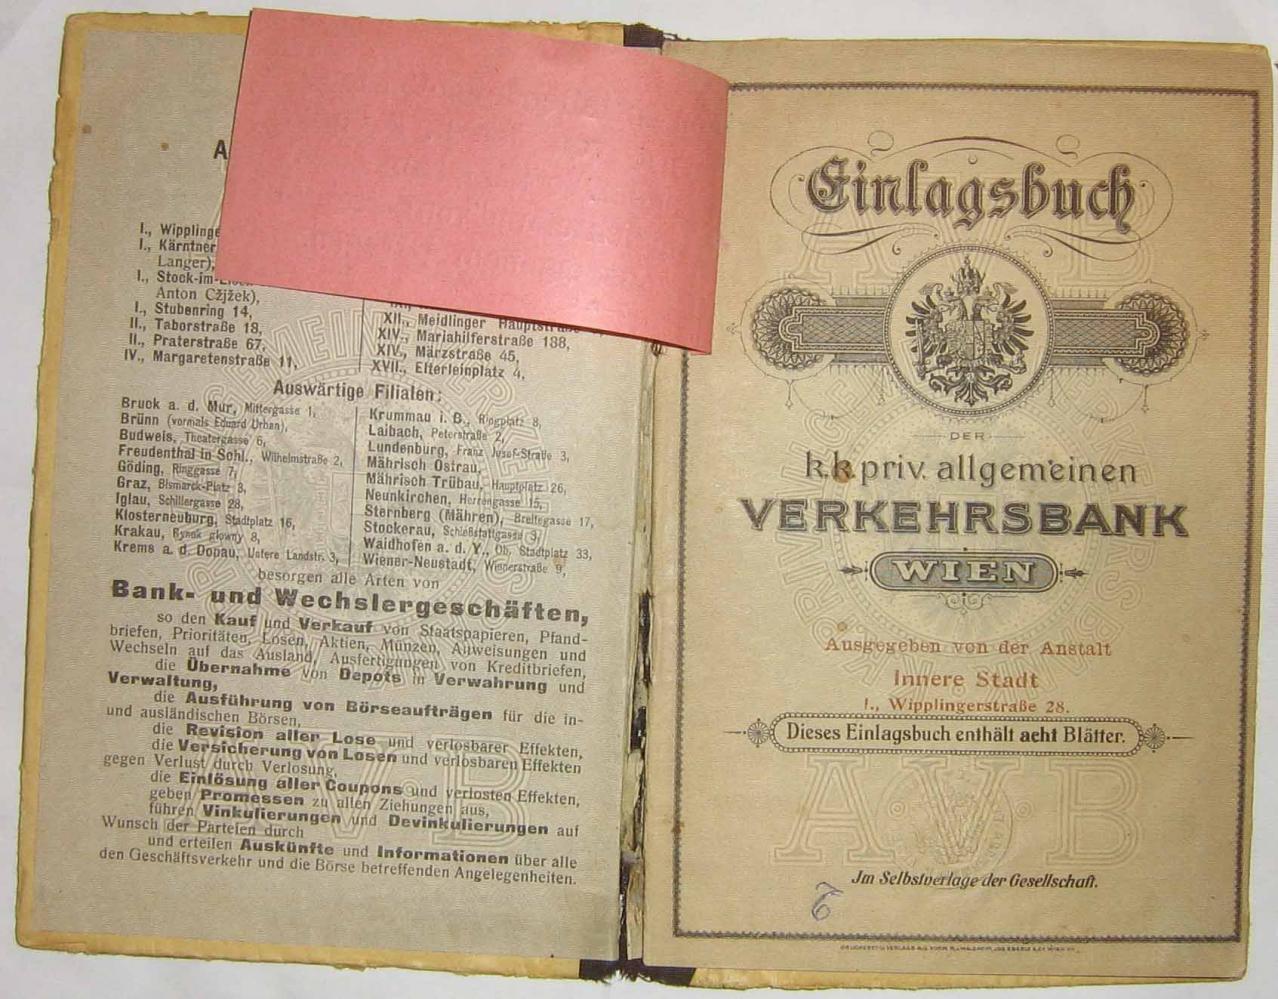 A
I., Wipplinge
I., Kärntner
Langer),
I., Stock-im-
Anton Čžjžek),
I., Stubenring 14,
II., Taborstraße 18,
II., Praterstraße 67,
IV., Margaretenstraße 11,
XII., Meidlinger Hauptstraße
XIV., Mariahilferstraße 188,
XIV., Märzstraße 45,
XVII., Elterleinplatz 4,
Auswärtige Filialen:
Bruck a. d. Mur, Mittergasse 1,
Brünn (vormals Eduard Urban),
Budweis, Theatergasse 6,
Freudenthal in Schl., Wilhelmstraße 2,
Göding, Ringgasse 7,
Graz, Bismarck-Platz 3,
Iglau, Schillergasse 28,
Klosterneuburg, Stadtplatz 16,
Krakau, Rynek główny 8,
Krems a. d. Donau, Untere Landstr. 3,
Krummau i. B., Ringplatz 8,
Laibach, Peterstraße 2,
Lundenburg, Franz Josef-Straße 3,
Mährisch Ostrau,
Mährisch Trübau, Hauptplatz 26,
Neunkirchen, Herrengasse 15,
Sternberg (Mähren), Breitegasse 17,
Stockerau, Schießstattgasse 3,
Waidhofen a. d. Y., Ob. Stadtplatz 33,
Wiener-Neustadt, Wienerstraße 9,
besorgen alle Arten von
Bank- und Wechslergeschäften,
so den Kauf und Verkauf von Staatspapieren, Pfand-
briefen, Prioritäten, Losen, Aktien, Münzen, Anweisungen und
Wechseln auf das Ausland, Ausfertigungen von Kreditbriefen,
die Übernahme von Depots in Verwahrung und
Verwaltung,
die Ausführung von Börseaufträgen für die in-
und ausländischen Börsen,
die Revision aller Lose und verlosbarer Effekten,
die Versicherung von Losen und verlosbaren Effekten
gegen Verlust durch Verlosung,
die Einlösung aller Coupons und verlosten Effekten,
geben Promessen zu allen Ziehungen aus,
führen Vinkulierungen und Devinkulierungen auf
Wunsch der Parteien durch
und erteilen Auskünfte und Informationen über alle
den Geschäftsverkehr und die Börse betreffenden Angelegenheiten.
Einlagsbuch
DER
k.k. priv. allgemeinen
VERKEHRSBANK
WIEN
Ausgegeben von der Anstalt
Innere Stadt
I., Wipplingerstraße 28.
Dieses Einlagsbuch enthält acht Blätter.
A V B
Im Selbstverlage der Gesellschaft.